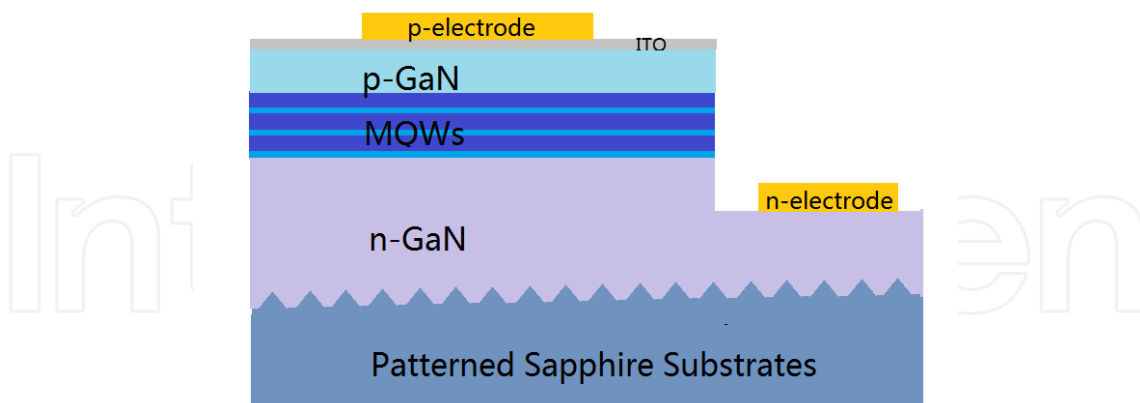 p-electrode
ITO
p-GaN
MQWs
n-electrode
n-GaN
Patterned Sapphire Substrates